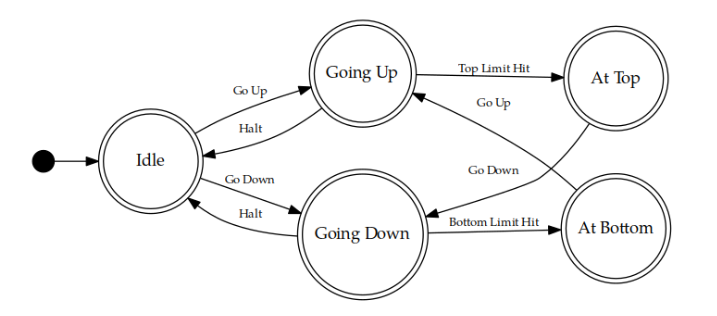 Going Up
Top Limit Hit
At Top
Go Up
Go Up
Halt
Idle
Go Down
Go Down
Halt
Going Down
Bottom Limit Hit
At Bottom